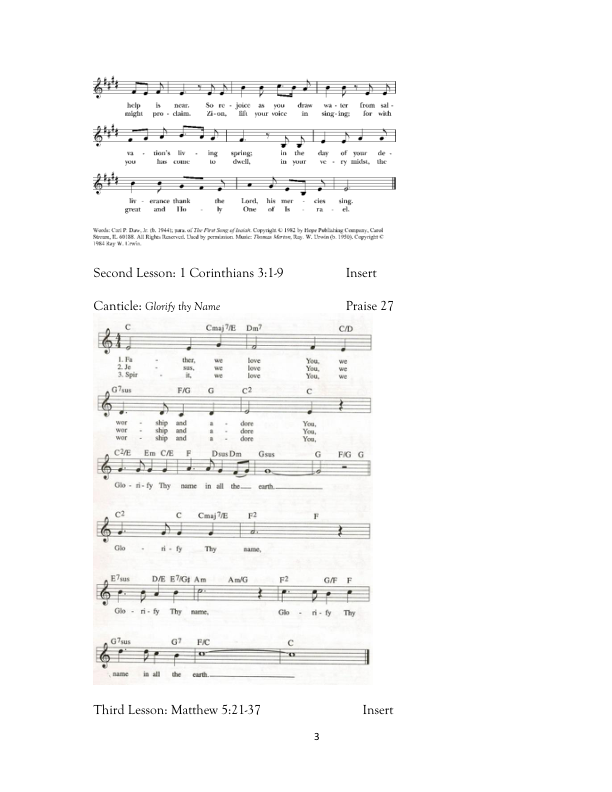 help is near. So re - joice as you draw wa - ter from sal -
might pro - claim. Zi - on, lift your voice in sing - ing; for with
va - tion's liv - ing spring; in the day of your de -
you has come to dwell, in your ve - ry midst, the
liv - erance thank the Lord, his mer - cies sing.
great and Ho - ly One of Is - ra - el.
Words: Carl P. Daw, Jr. (b. 1944); para. of The First Song of Isaiah. Copyright © 1982 by Hope Publishing Company, Carol
Stream, IL 60188. All Rights Reserved. Used by permission. Music: Thomas Merton, Ray. W. Urwin (b. 1950). Copyright ©
1984 Ray W. Urwin.
Second Lesson: 1 Corinthians 3:1-9 Insert
Canticle: Glorify thy Name Praise 27
C Cmaj7/E Dm7 C/D
1. Fa - ther, we love You, we
2. Je - sus, we love You, we
3. Spir - it, we love You, we
G7sus F/G G C2 C
wor - ship and a - dore You,
wor - ship and a - dore You,
wor - ship and a - dore You,
C2/E Em C/E F Dsus Dm Gsus G F/G G
Glo - ri - fy Thy name in all the earth.
C2 C Cmaj7/E F2 F
Glo - ri - fy Thy name,
E7sus D/E E7/G# Am Am/G F2 G/F F
Glo - ri - fy Thy name, Glo - ri - fy Thy
G7sus G7 F/C C
name in all the earth.
Third Lesson: Matthew 5:21-37 Insert
3